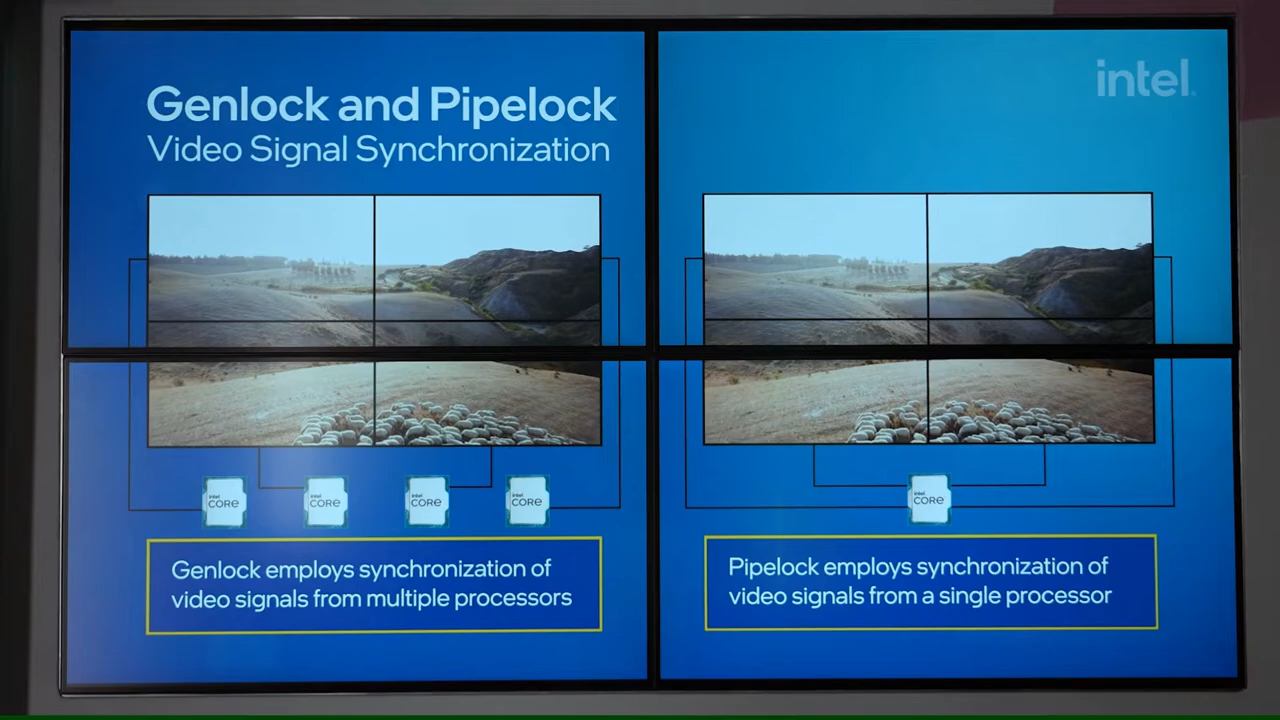 Genlock and Pipelock
Video Signal Synchronization
intel.
intel
CORE
intel
CORE
intel
CORE
intel
CORE
Genlock employs synchronization of
video signals from multiple processors
intel
CORE
Pipelock employs synchronization of
video signals from a single processor